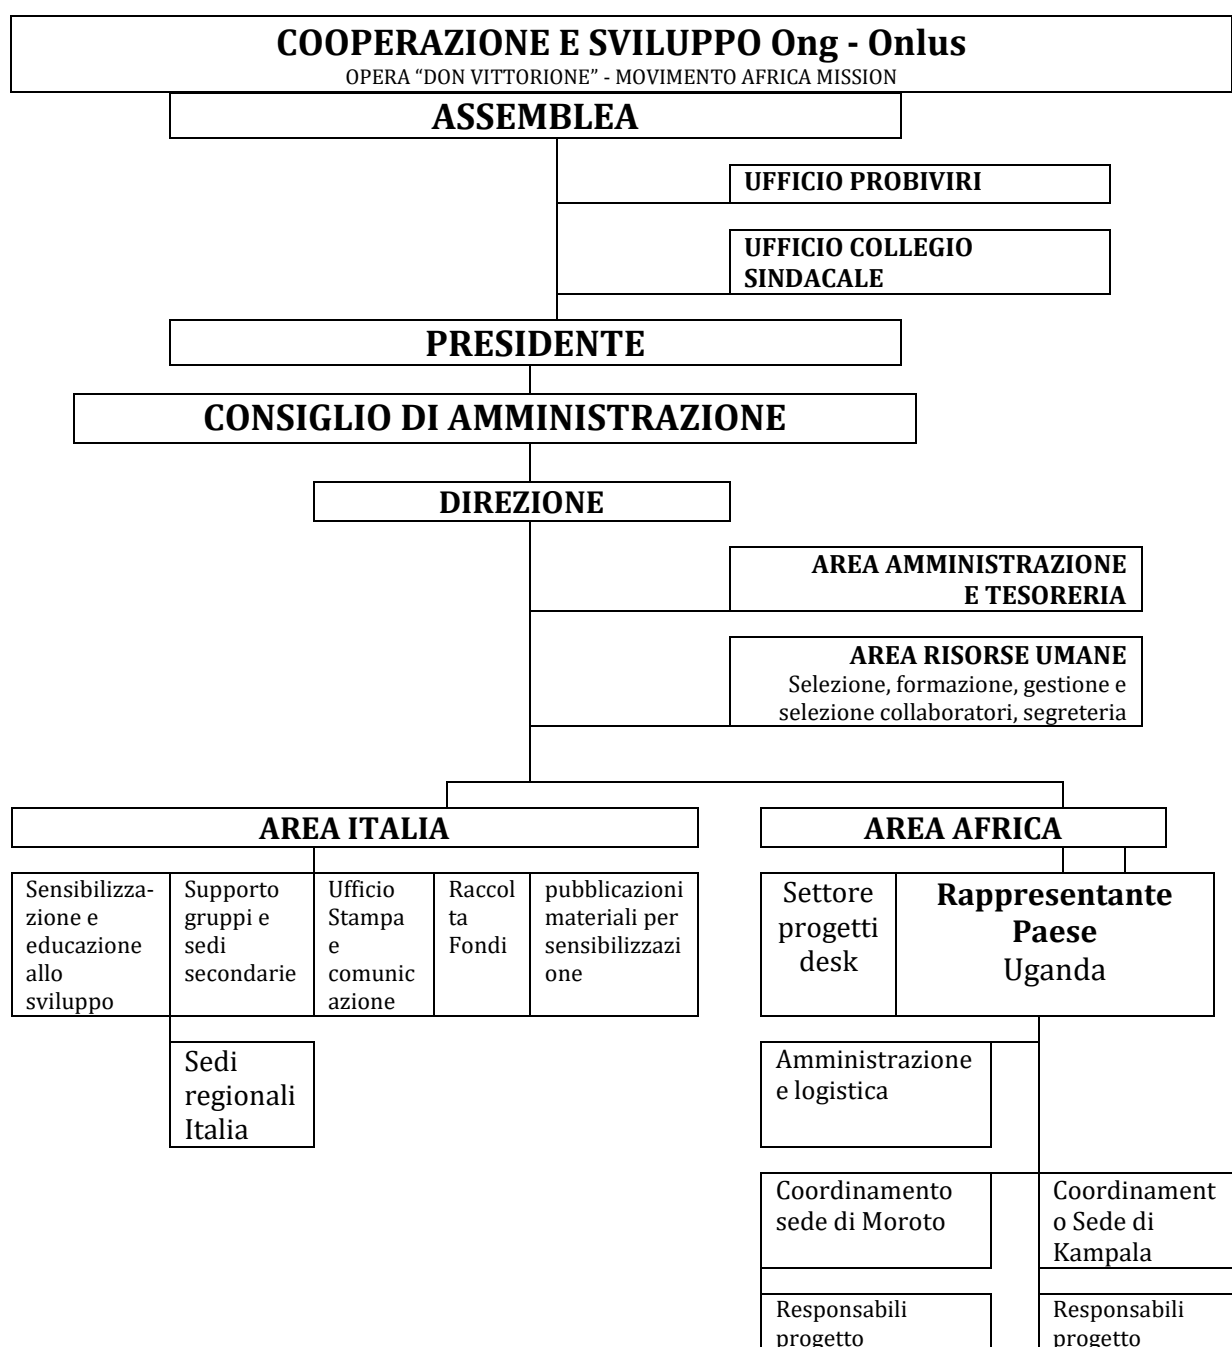 COOPERAZIONE E SVILUPPO Ong - Onlus
OPERA “DON VITTORIONE” - MOVIMENTO AFRICA MISSION
ASSEMBLEA
UFFICIO PROBIVIRI
UFFICIO COLLEGIO
SINDACALE
PRESIDENTE
CONSIGLIO DI AMMINISTRAZIONE
DIREZIONE
AREA AMMINISTRAZIONE
E TESORERIA
AREA RISORSE UMANE
Selezione, formazione, gestione e
selezione collaboratori, segreteria
AREA ITALIA
Sensibilizza-
zione e
educazione
allo
sviluppo
Supporto
gruppi e
sedi
secondarie
Ufficio
Stampa
e
comunic
azione
Raccol
ta
Fondi
pubblicazioni
materiali per
sensibilizzazi
one
Sedi
regionali
Italia
AREA AFRICA
Settore
progetti
desk
Rappresentante
Paese
Uganda
Amministrazione
e logistica
Coordinamento
sede di Moroto
Coordinament
o Sede di
Kampala
Responsabili
progetto
Responsabili
progetto